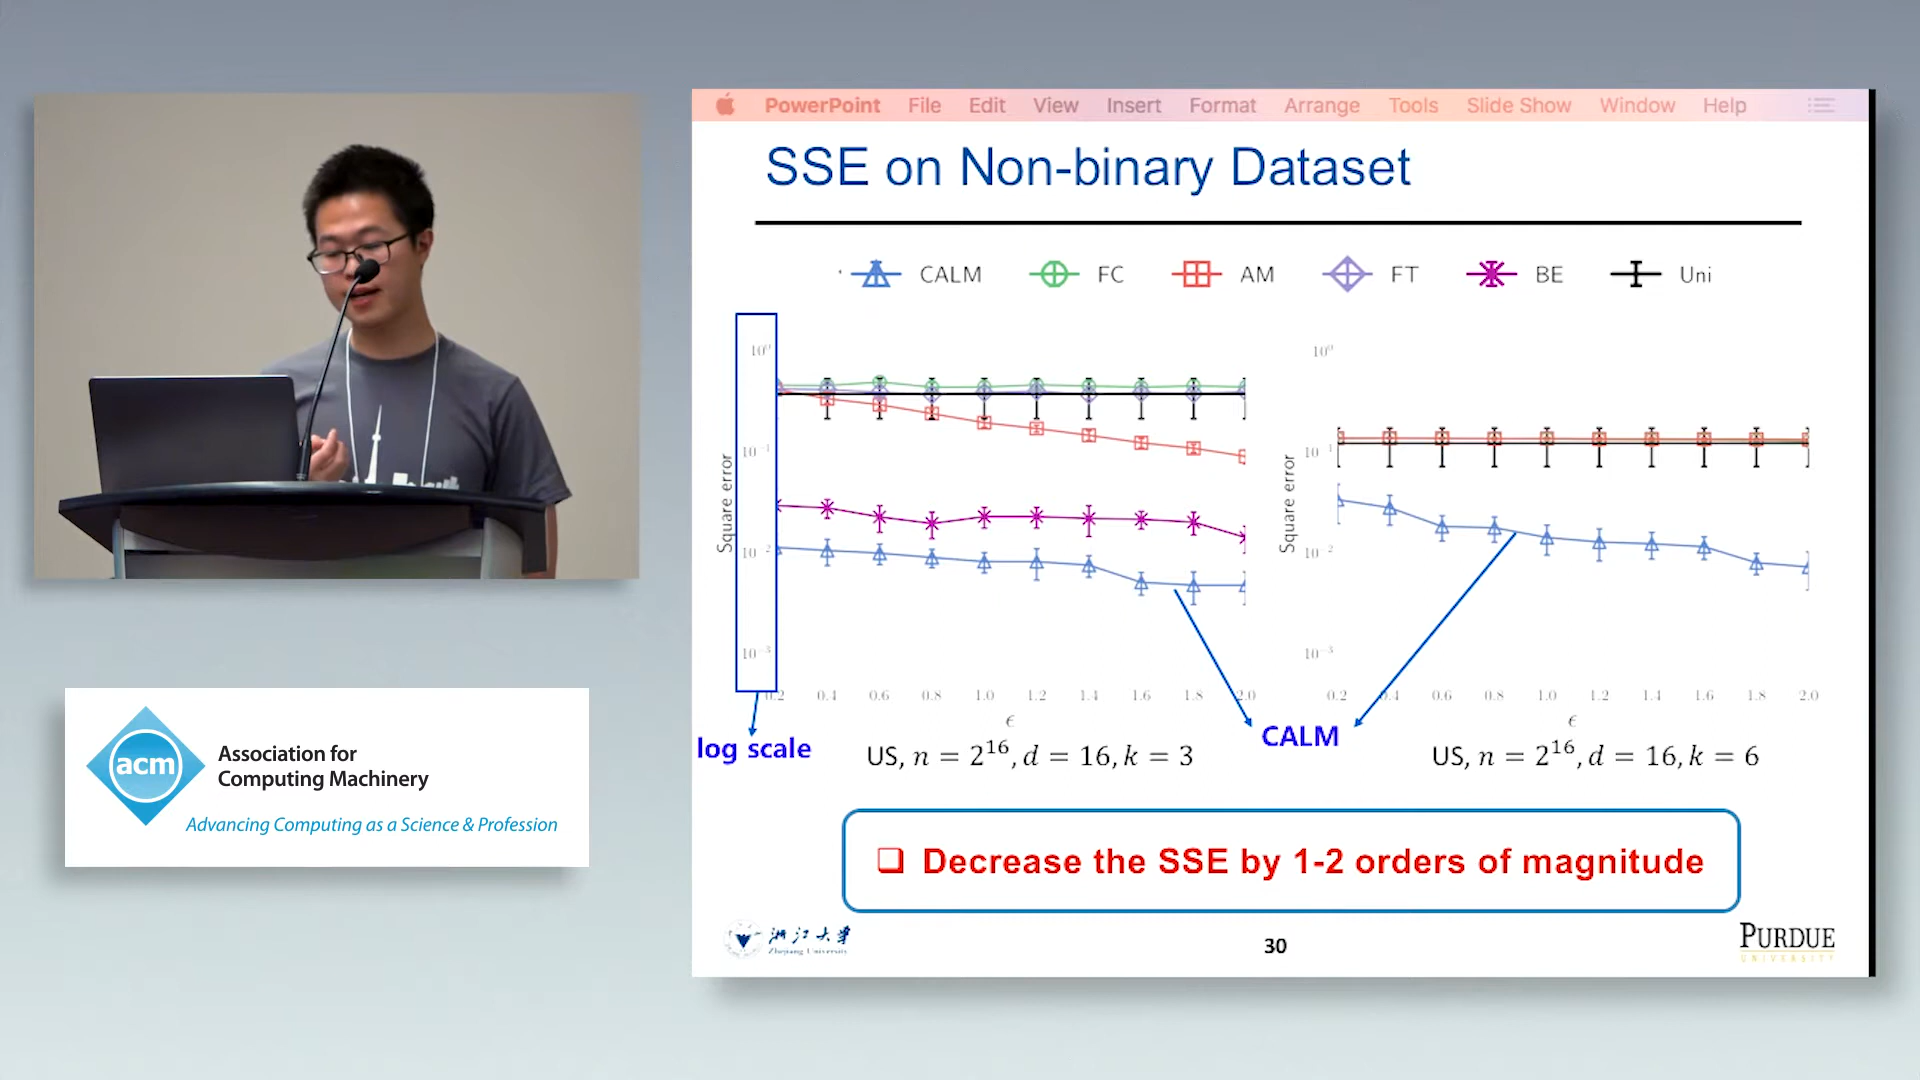 PowerPoint File Edit View Insert Format Arrange Tools Slide Show Window Help
SSE on Non-binary Dataset
CALM FC AM FT BE Uni
10⁰
10⁻¹
10⁻²
10⁻³
Square error
0.2 0.4 0.6 0.8 1.0 1.2 1.4 1.6 1.8 2.0
ϵ
log scale
US, n = 2¹⁶, d = 16, k = 3
CALM
10⁰
10⁻¹
10⁻²
10⁻³
Square error
0.2 0.4 0.6 0.8 1.0 1.2 1.4 1.6 1.8 2.0
ϵ
US, n = 2¹⁶, d = 16, k = 6
❑ Decrease the SSE by 1-2 orders of magnitude
浙江大学
Zhejiang University
30
PURDUE
UNIVERSITY
acm
Association for
Computing Machinery
Advancing Computing as a Science & Profession